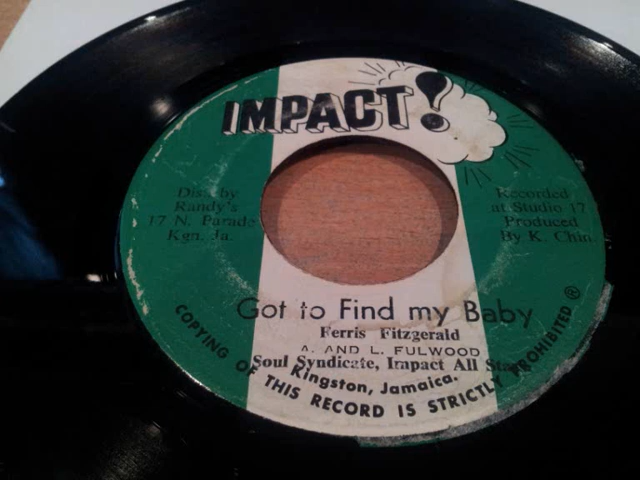 IMPACT!
Dist. by
Randy's
17 N. Parade
Kgn. Ja.
Recorded
at Studio 17
Produced
By K. Chin.
Got to Find my Baby
Ferris Fitzgerald
A. AND L. FULWOOD
Soul Syndicate, Impact All Stars
Kingston, Jamaica.
COPYING OF THIS RECORD IS STRICTLY PROHIBITED ®